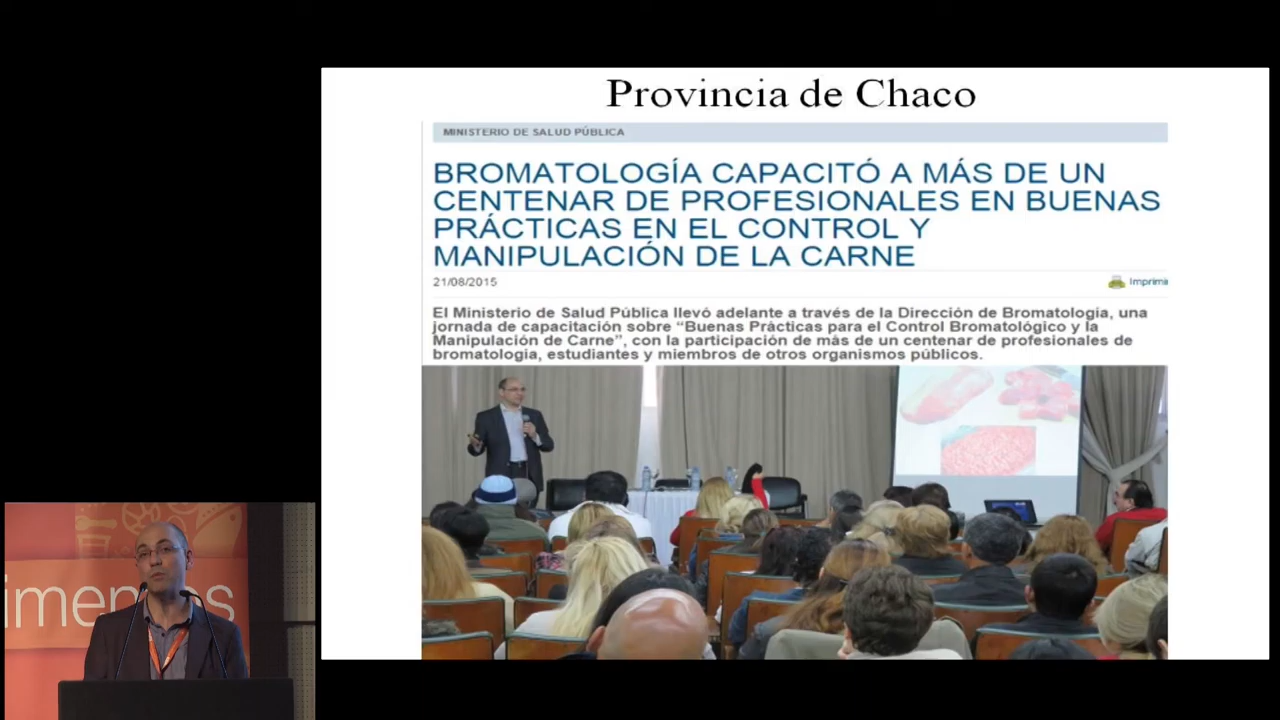 Provincia de Chaco
MINISTERIO DE SALUD PÚBLICA
BROMATOLOGÍA CAPACITÓ A MÁS DE UN
CENTENAR DE PROFESIONALES EN BUENAS
PRÁCTICAS EN EL CONTROL Y
MANIPULACIÓN DE LA CARNE
21/08/2015
El Ministerio de Salud Pública llevó adelante a través de la Dirección de Bromatología, una
jornada de capacitación sobre “Buenas Prácticas para el Control Bromatológico y la
Manipulación de Carne”, con la participación de más de un centenar de profesionales de
bromatología, estudiantes y miembros de otros organismos públicos.